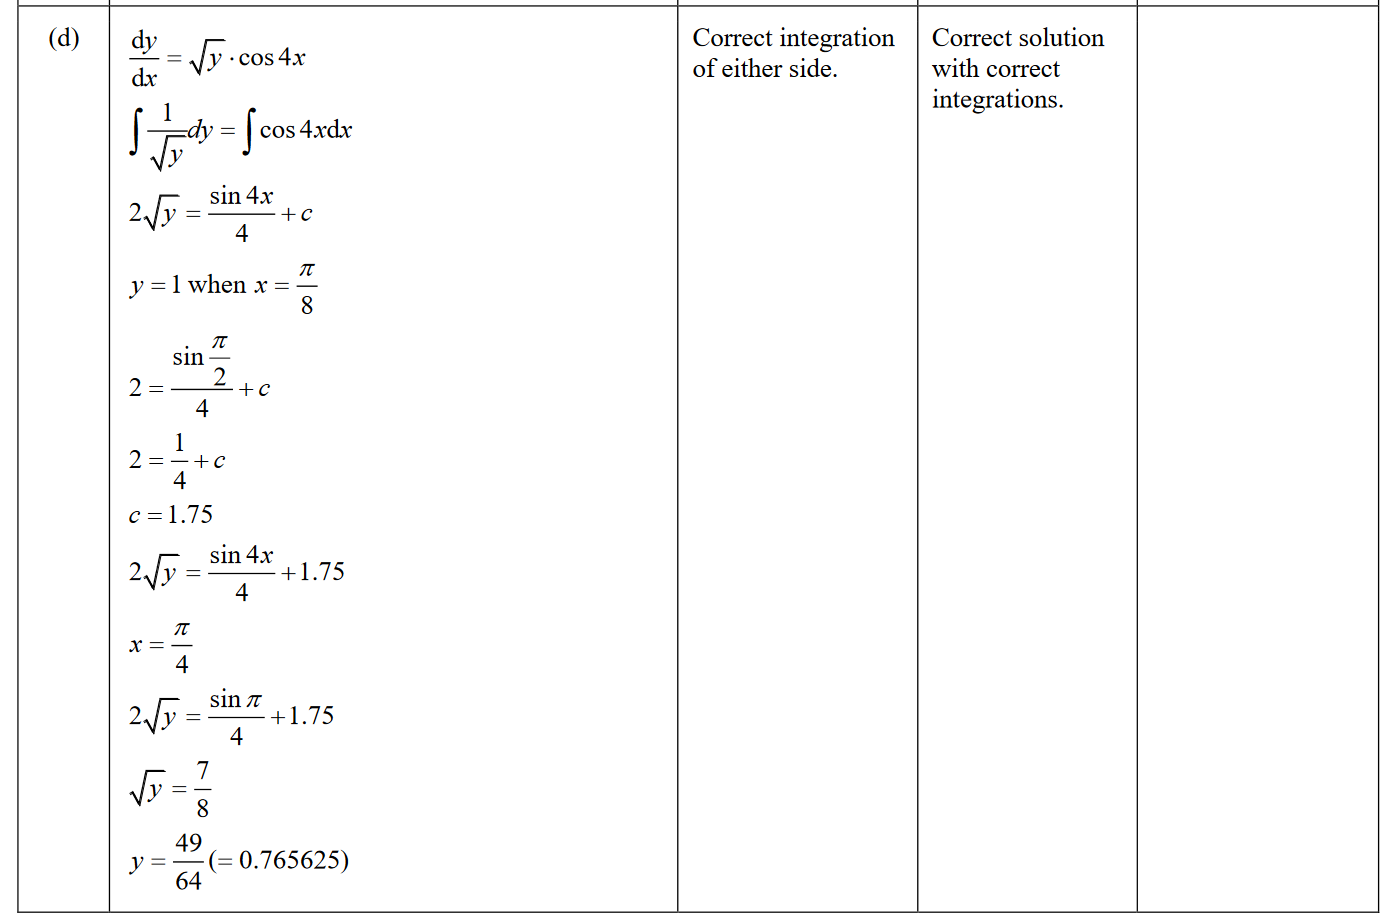 (d)
dy/dx = √y · cos 4x
∫ 1/√y dy = ∫ cos 4xdx
2√y = sin 4x/4 + c
y = 1 when x = π/8
2 = sin π/2/4 + c
2 = 1/4 + c
c = 1.75
2√y = sin 4x/4 + 1.75
x = π/4
2√y = sin π/4 + 1.75
√y = 7/8
y = 49/64 (= 0.765625)
Correct integration
of either side.
Correct solution
with correct
integrations.